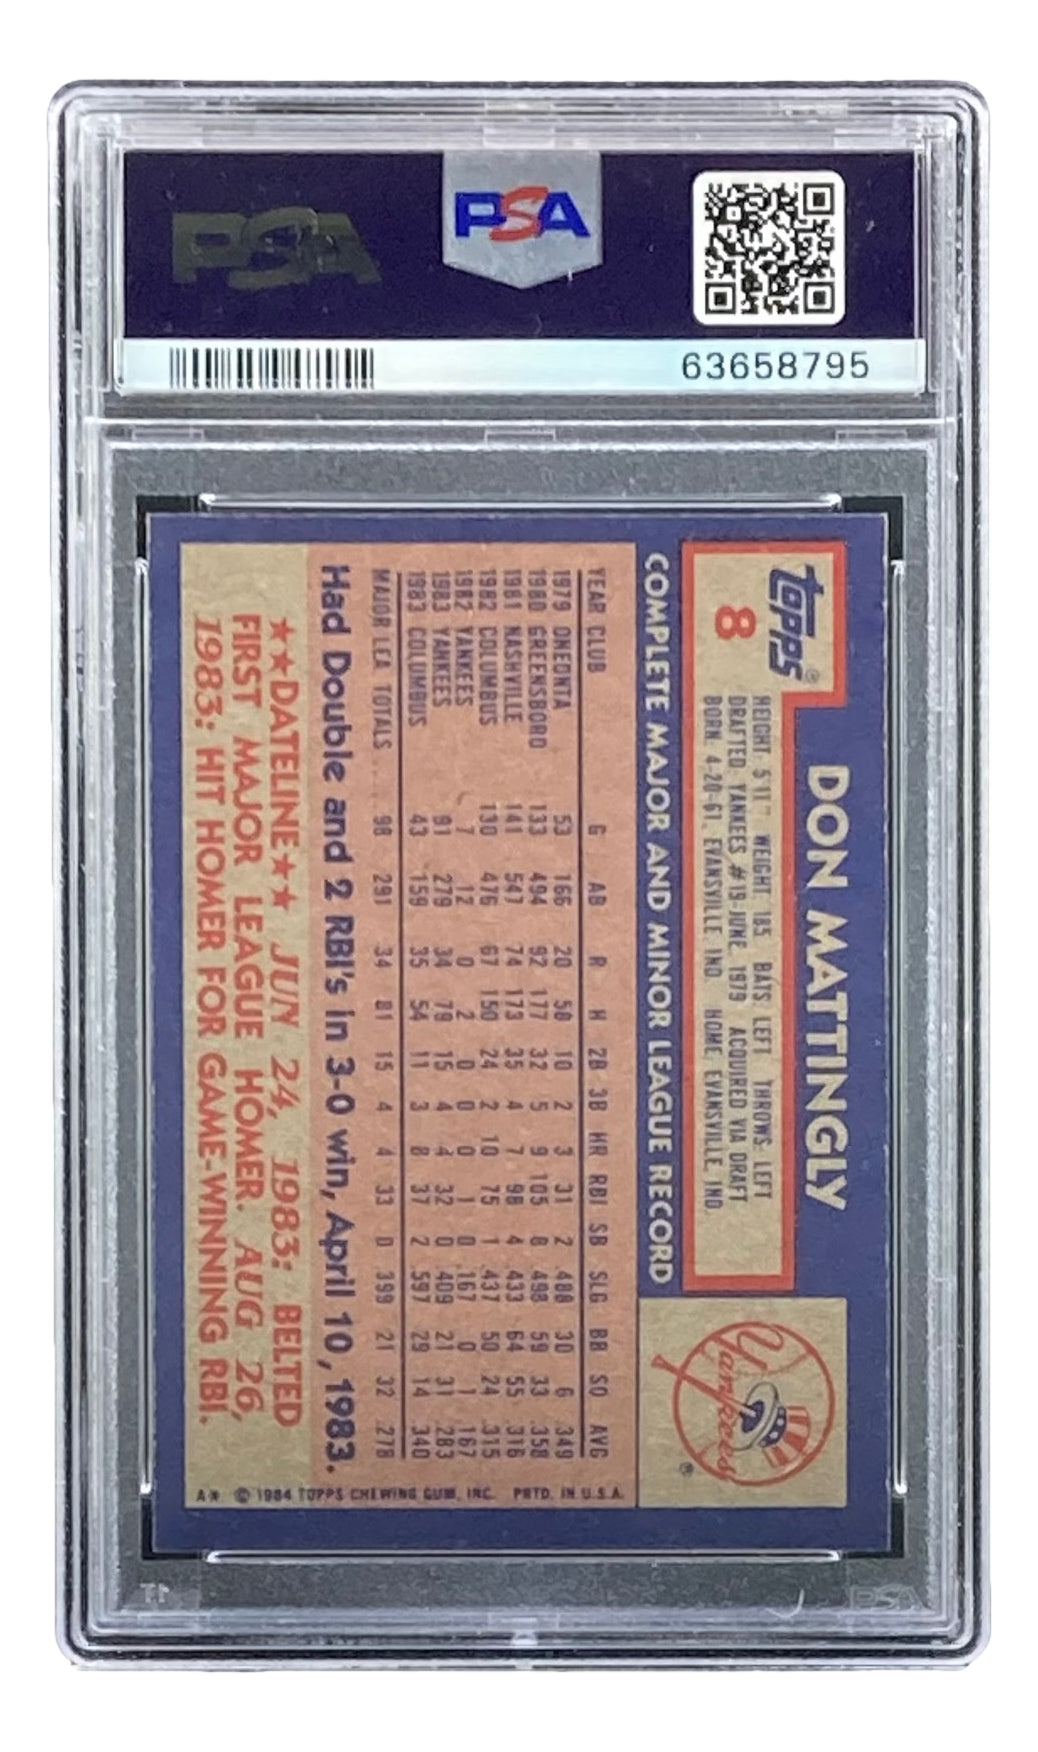 PSA
PSA
63658795
topps®
8
DON MATTINGLY
HEIGHT: 5'11" WEIGHT: 185 BATS: LEFT THROWS: LEFT
DRAFTED: YANKEES #19-JUNE, 1979 ACQUIRED: VIA DRAFT
BORN: 4-20-61, EVANSVILLE, IND. HOME: EVANSVILLE, IND.
Yankees ®
COMPLETE MAJOR AND MINOR LEAGUE RECORD
YEAR CLUB G AB R H 2B 3B HR RBI SB SLG BB SO AVG
1979 ONEONTA 53 166 20 58 10 2 3 31 2 .488 30 6 .349
1980 GREENSBORO 133 494 92 177 32 5 9 105 8 .498 59 33 .358
1981 NASHVILLE 141 547 74 173 35 4 7 98 4 .433 64 55 .316
1982 COLUMBUS 130 476 67 150 24 2 10 75 1 .437 50 24 .315
1982 YANKEES 7 12 0 2 0 0 0 1 0 .167 0 1 .167
1983 YANKEES 91 279 34 79 15 4 4 32 0 .409 21 31 .283
1983 COLUMBUS 43 159 35 54 11 3 8 37 2 .597 29 14 .340
MAJOR LEA. TOTALS . . . 98 291 34 81 15 4 4 33 0 .399 21 32 .278
Had Double and 2 RBI's in 3-0 win, April 10, 1983.
★★DATELINE★★ JUN 24, 1983: BELTED
FIRST MAJOR LEAGUE HOMER. AUG 26,
1983: HIT HOMER FOR GAME-WINNING RBI.
A* © 1984 TOPPS CHEWING GUM, INC. PRTD. IN U.S.A.
PSA